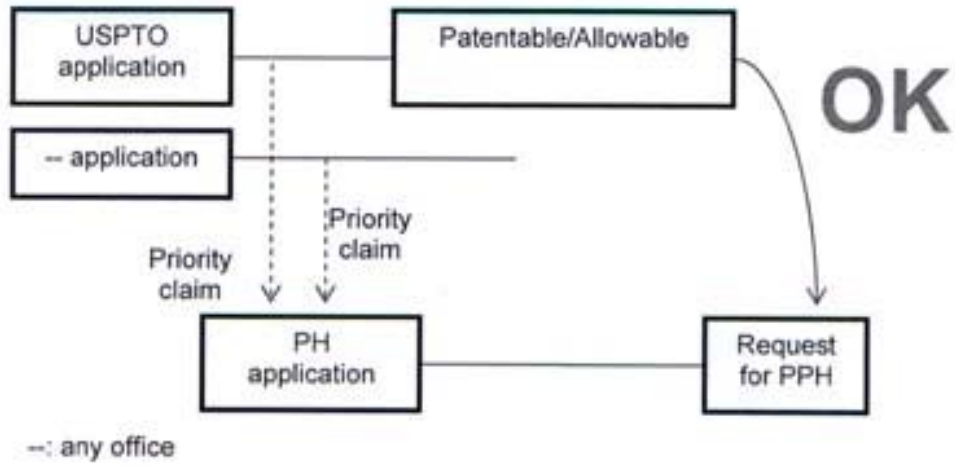 USPTO
application
Patentable/Allowable
OK
-- application
Priority
claim
Priority
claim
PH
application
Request
for PPH
--: any office